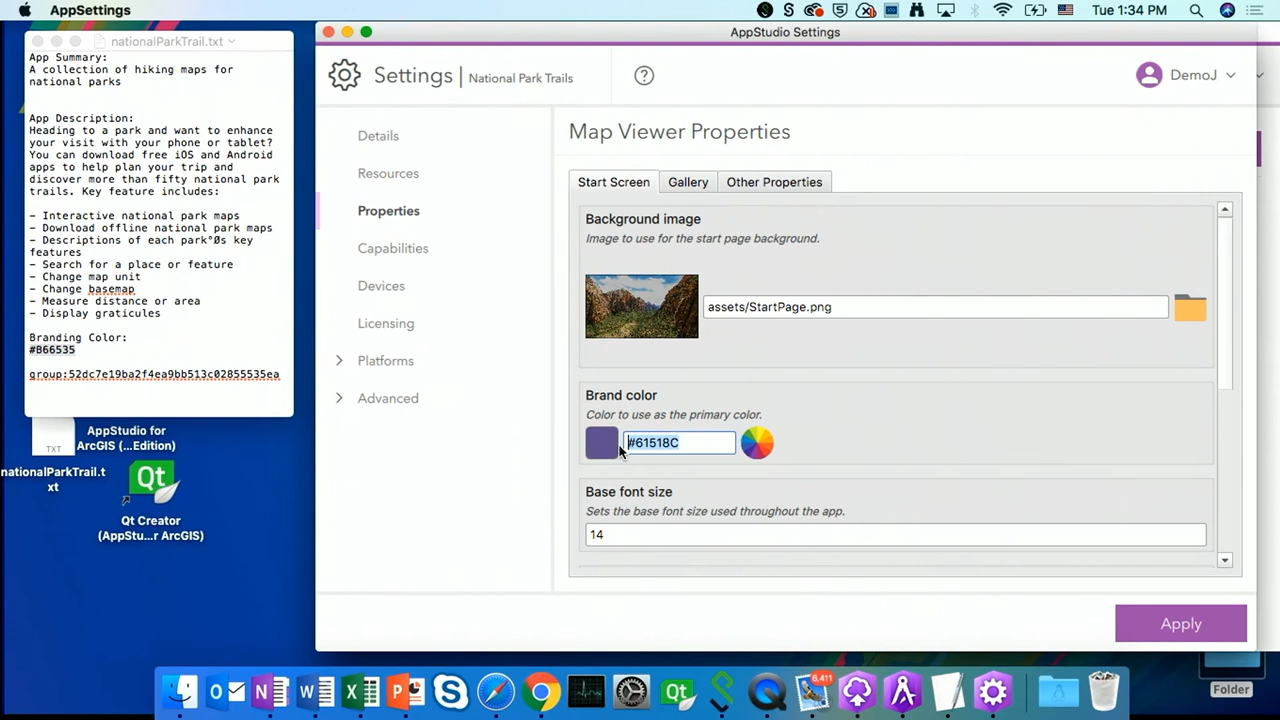 AppSettings
Tue 1:34 PM
nationalParkTrail.txt
App Summary:
A collection of hiking maps for
national parks
App Description:
Heading to a park and want to enhance
your visit with your phone or tablet?
You can download free iOS and Android
apps to help plan your trip and
discover more than fifty national park
trails. Key feature includes:
- Interactive national park maps
- Download offline national park maps
- Descriptions of each park°Øs key
features
- Search for a place or feature
- Change map unit
- Change basemap
- Measure distance or area
- Display graticules
Branding Color:
#B66535
group:52dc7e19ba2f4ea9bb513c02855535ea
AppStudio for
ArcGIS (...Edition)
TXT
nationalParkTrail.t
xt
Qt
Qt Creator
(AppStu...r ArcGIS)
AppStudio Settings
Settings | National Park Trails
?
DemoJ
Details
Resources
Properties
Capabilities
Devices
Licensing
Platforms
Advanced
Map Viewer Properties
Start Screen
Gallery
Other Properties
Background image
Image to use for the start page background.
assets/StartPage.png
Brand color
Color to use as the primary color.
#61518C
Base font size
Sets the base font size used throughout the app.
14
Apply
6,411
Qt
Folder